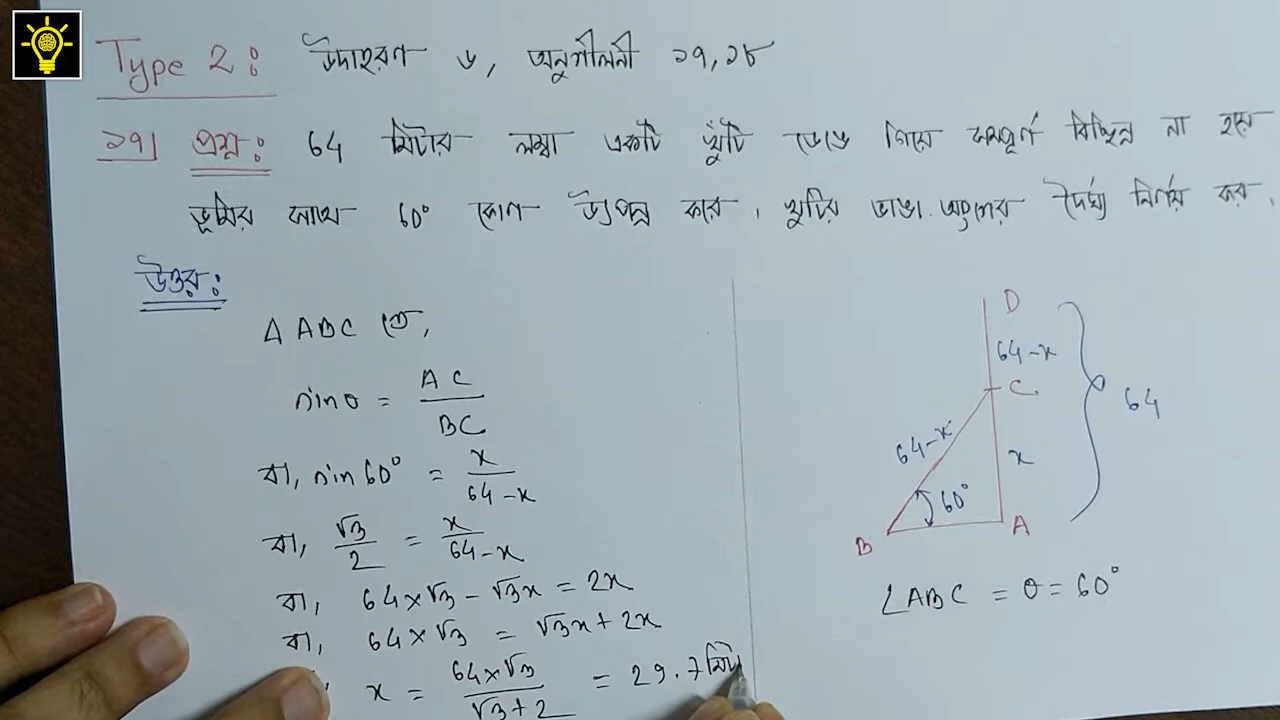 Type 2: উদাহরণ ৬, অনুশীলনী ১৭,১৮
১৭| প্রশ্ন: 64 মিটার লম্বা একটি খুঁটি ভেঙে গিয়ে সম্পূর্ণ বিচ্ছিন্ন না হয়ে
ভূমির সাথে 60° কোণ উৎপন্ন করে। খুটির ভাঙা অংশের দৈর্ঘ্য নির্ণয় কর।
উত্তর:
Δ ABC তে,
sinθ = AC/BC
বা, sin60° = x/64-x
বা, √3/2 = x/64-x
বা, 64×√3 - √3x = 2x
বা, 64×√3 = √3x + 2x
x = 64×√3/√3+2 = 29.7 মিটা
D
64-x
C
64
64-x
x
60°
B
A
∠ABC = θ = 60°